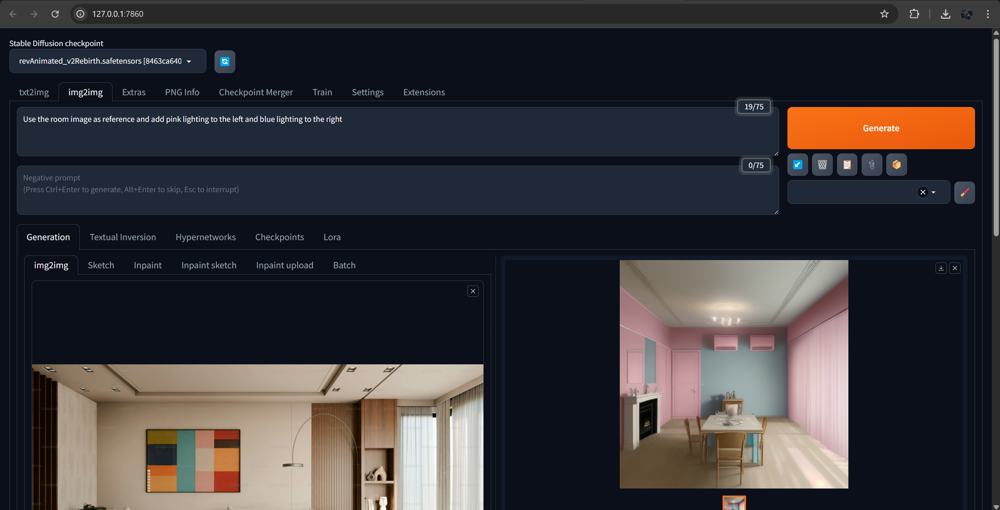 127.0.0.1:7860
Stable Diffusion checkpoint
revAnimated_v2Rebirth.safetensors [8463ca640
txt2img img2img Extras PNG Info Checkpoint Merger Train Settings Extensions
19/75
Use the room image as reference and add pink lighting to the left and blue lighting to the right
Generate
0/75
Negative prompt
(Press Ctrl+Enter to generate, Alt+Enter to skip, Esc to interrupt)
Generation Textual Inversion Hypernetworks Checkpoints Lora
img2img Sketch Inpaint Inpaint sketch Inpaint upload Batch
Unsplash+